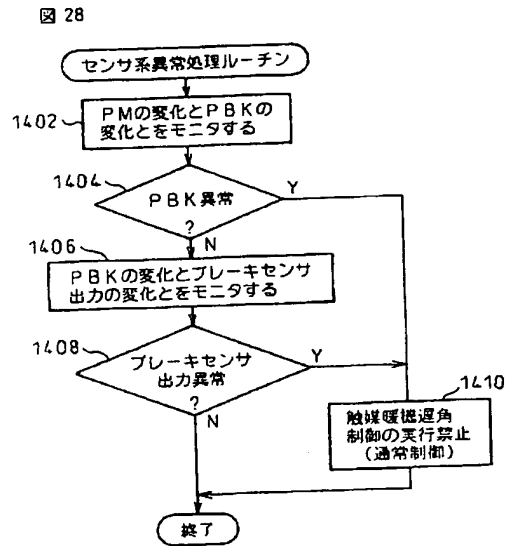 図 28
センサ系異常処理ルーチン
1402
PMの変化とPBKの
変化とをモニタする
1404
PBK異常
?
Y
N
1406
PBKの変化とブレーキセンサ
出力の変化とをモニタする
1408
ブレーキセンサ
出力異常
?
Y
N
1410
触媒暖機遅角
制御の実行禁止
(通常制御)
終了